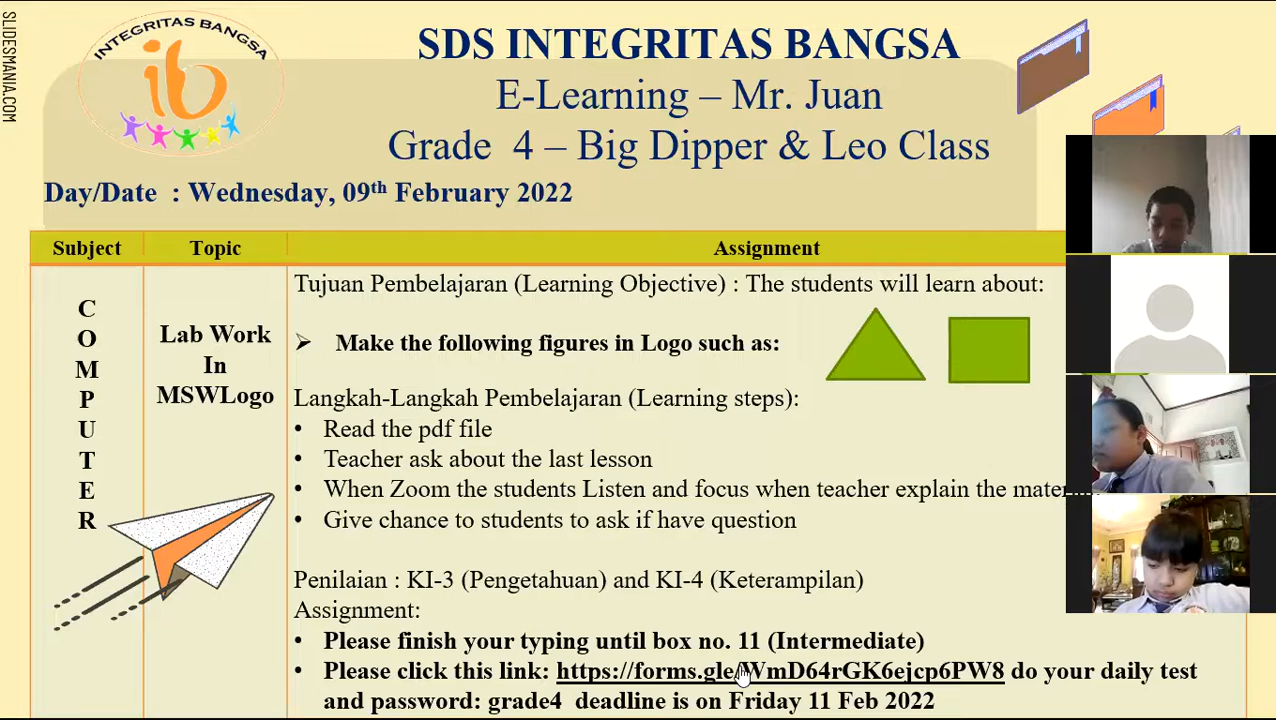 SLIDESMANIA.COM
INTEGRITAS BANGSA
ib
SDS INTEGRITAS BANGSA
E-Learning – Mr. Juan
Grade 4 – Big Dipper & Leo Class
Day/Date : Wednesday, 09th February 2022
Subject Topic Assignment
COMPUTER
Lab Work
In
MSWLogo
Tujuan Pembelajaran (Learning Objective) : The students will learn about:
➢ Make the following figures in Logo such as:
Langkah-Langkah Pembelajaran (Learning steps):
• Read the pdf file
• Teacher ask about the last lesson
• When Zoom the students Listen and focus when teacher explain the
• Give chance to students to ask if have question
Penilaian : KI-3 (Pengetahuan) and KI-4 (Keterampilan)
Assignment:
• Please finish your typing until box no. 11 (Intermediate)
• Please click this link: https://forms.gle/WmD64rGK6ejcp6PW8 do your daily test
and password: grade4 deadline is on Friday 11 Feb 2022